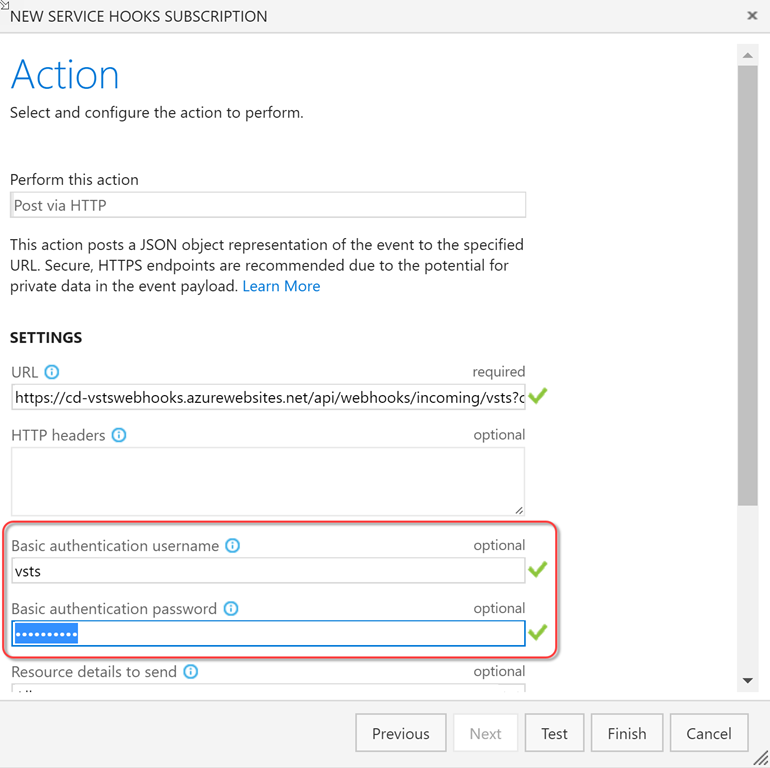 NEW SERVICE HOOKS SUBSCRIPTION
Action
Select and configure the action to perform.
Perform this action
Post via HTTP
This action posts a JSON object representation of the event to the specified
URL. Secure, HTTPS endpoints are recommended due to the potential for
private data in the event payload. Learn More
SETTINGS
URL required
https://cd-vstswebhooks.azurewebsites.net/api/webhooks/incoming/vsts?c
HTTP headers optional
Basic authentication username optional
vsts
Basic authentication password optional
••••••••••
Resource details to send optional
Previous Next Test Finish Cancel